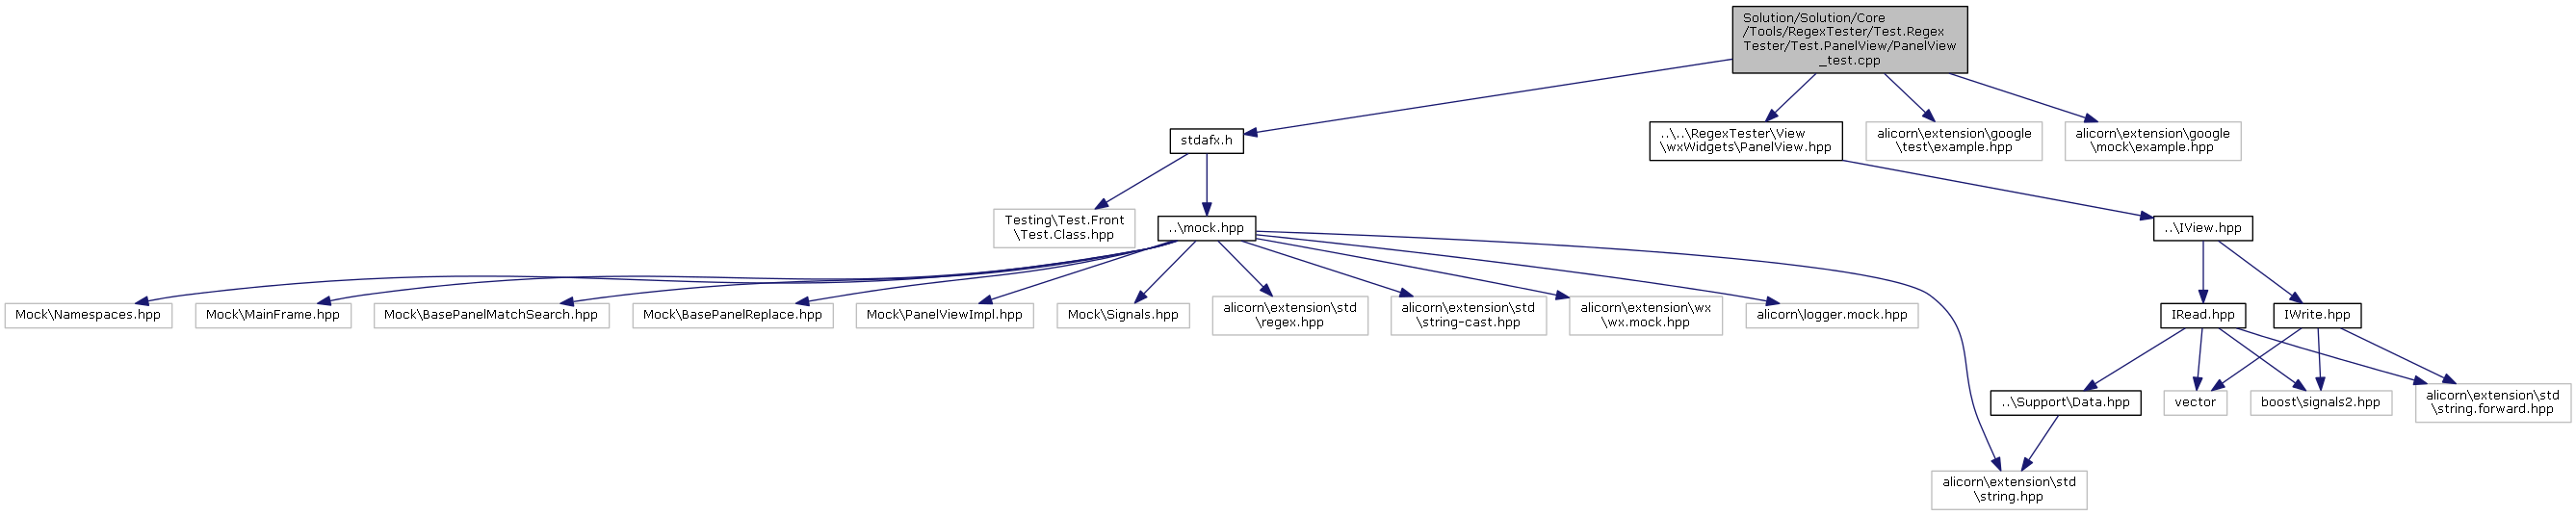 Solution/Solution/Core
/Tools/RegexTester/Test.Regex
Tester/Test.PanelView/PanelView
_test.cpp
stdafx.h
..\..\RegexTester\View
\wxWidgets\PanelView.hpp
alicorn\extension\google
\test\example.hpp
alicorn\extension\google
\mock\example.hpp
Testing\Test.Front
\Test.Class.hpp
..\mock.hpp
..\IView.hpp
Mock\Namespaces.hpp
Mock\MainFrame.hpp
Mock\BasePanelMatchSearch.hpp
Mock\BasePanelReplace.hpp
Mock\PanelViewImpl.hpp
Mock\Signals.hpp
alicorn\extension\std
\regex.hpp
alicorn\extension\std
\string-cast.hpp
alicorn\extension\wx
\wx.mock.hpp
alicorn\logger.mock.hpp
IRead.hpp
IWrite.hpp
..\Support\Data.hpp
vector
boost\signals2.hpp
alicorn\extension\std
\string.forward.hpp
alicorn\extension\std
\string.hpp